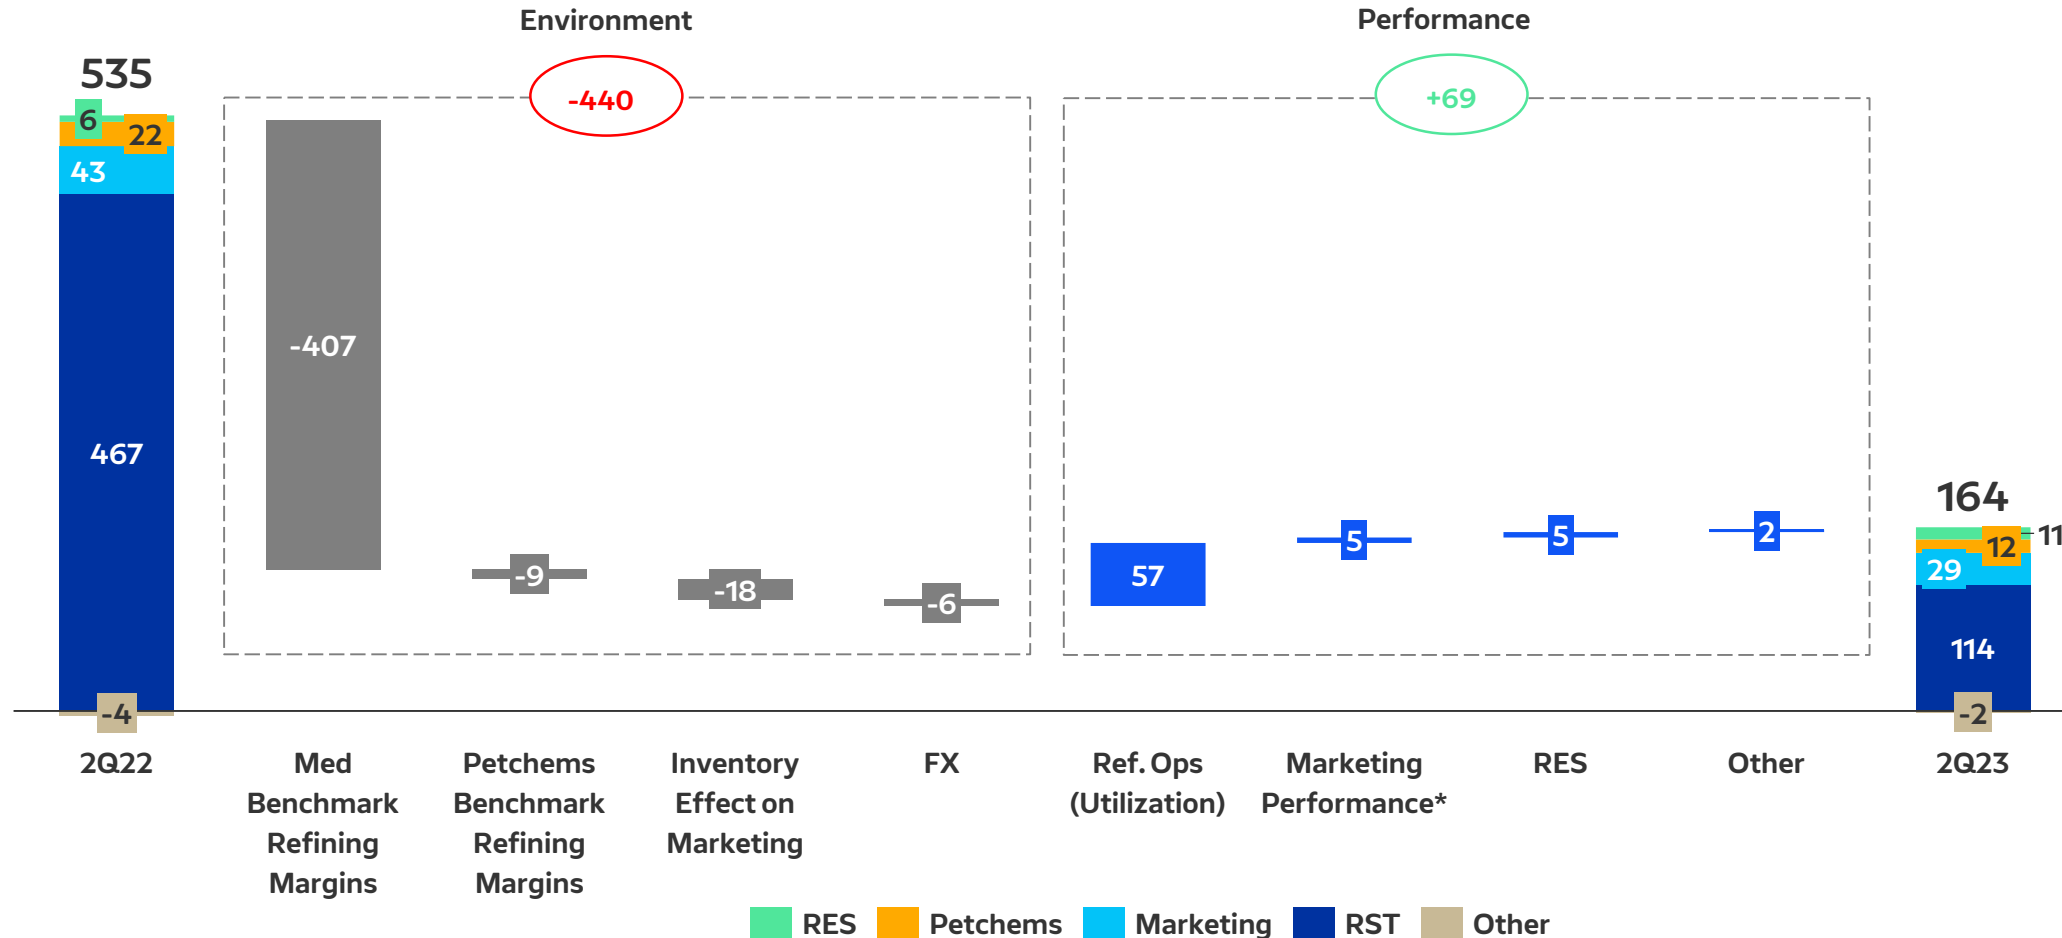 Environment
Performance
535
-440
+69
6
22
43
467
-4
-407
-9
-18
-6
57
5
5
2
164
11
12
29
114
-2
2Q22
Med
Benchmark
Refining
Margins
Petchems
Benchmark
Refining
Margins
Inventory
Effect on
Marketing
FX
Ref. Ops
(Utilization)
Marketing
Performance*
RES
Other
2Q23
RES
Petchems
Marketing
RST
Other